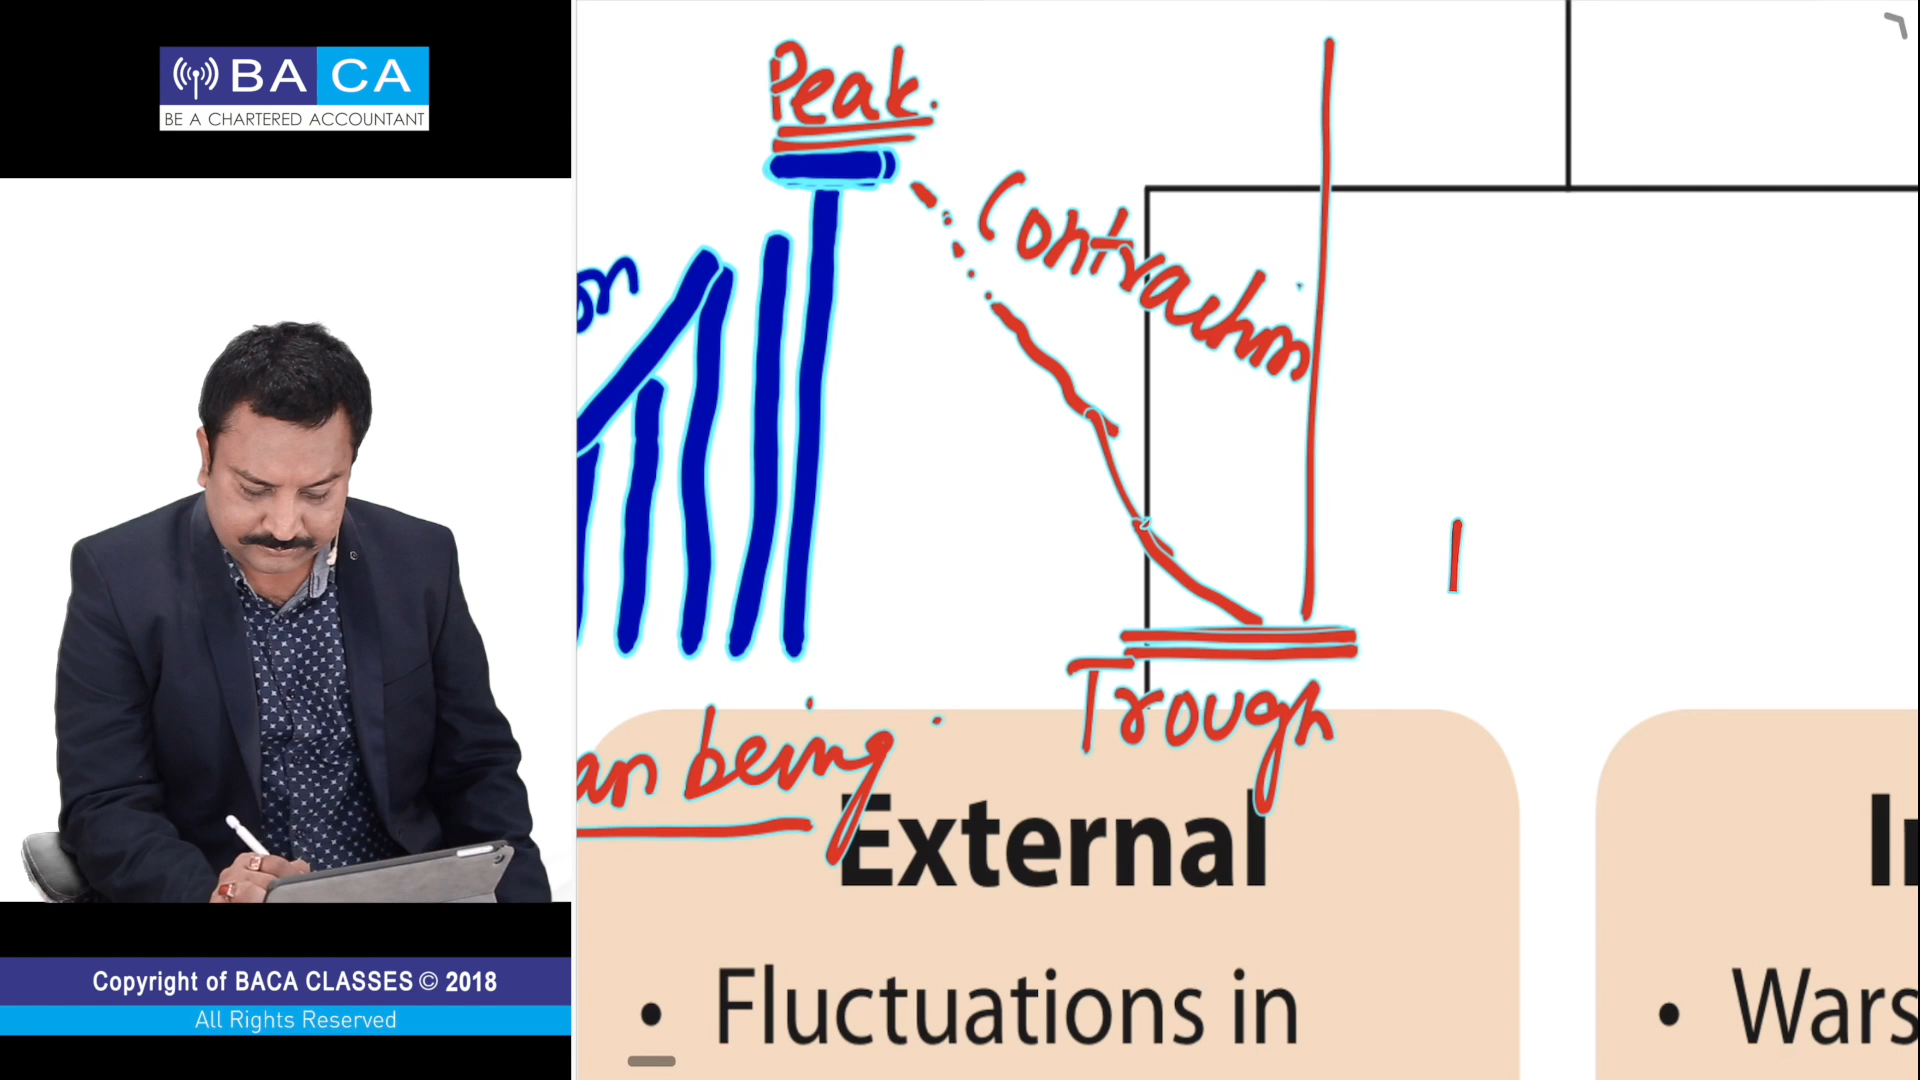 BA CA
BE A CHARTERED ACCOUNTANT
Peak.
Contraction
on
Trough
an being
External
Fluctuations in
Wars
Copyright of BACA CLASSES © 2018
All Rights Reserved